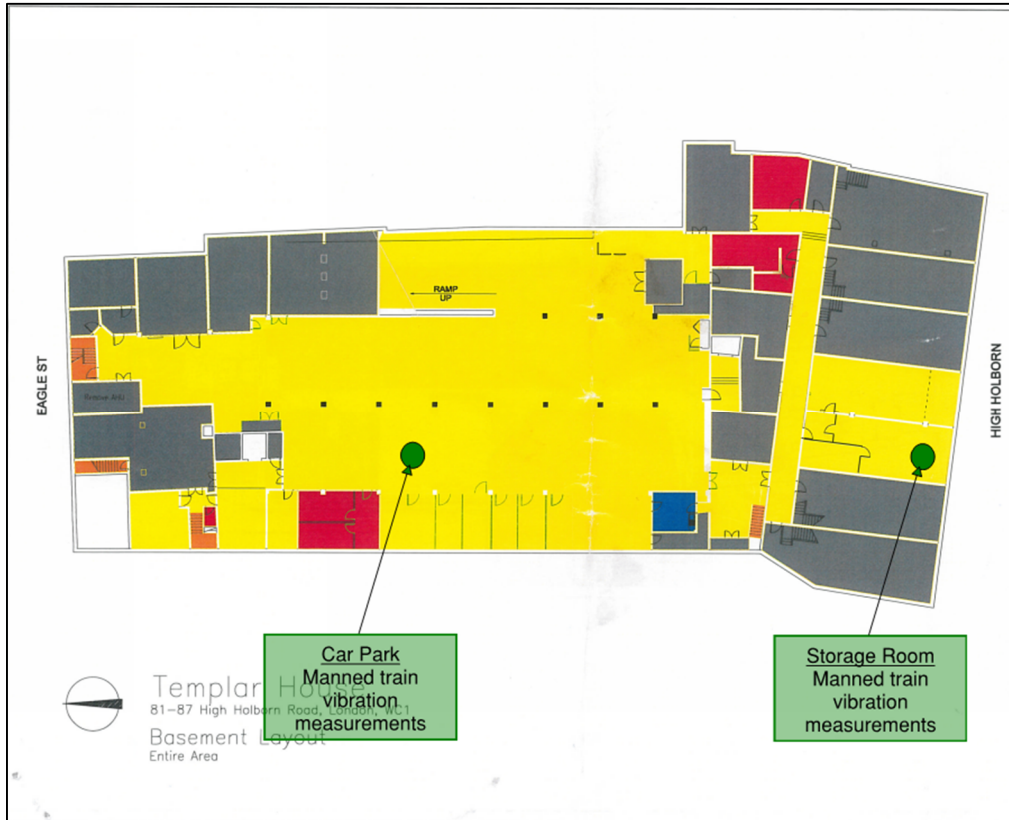 RAMP
UP
EAGLE ST
HIGH HOLBORN
Car Park
Manned train
vibration
measurements
Storage Room
Manned train
vibration
measurements
Templar House
81-87 High Holborn Road, London, WC1
Basement Layout
Entire Area